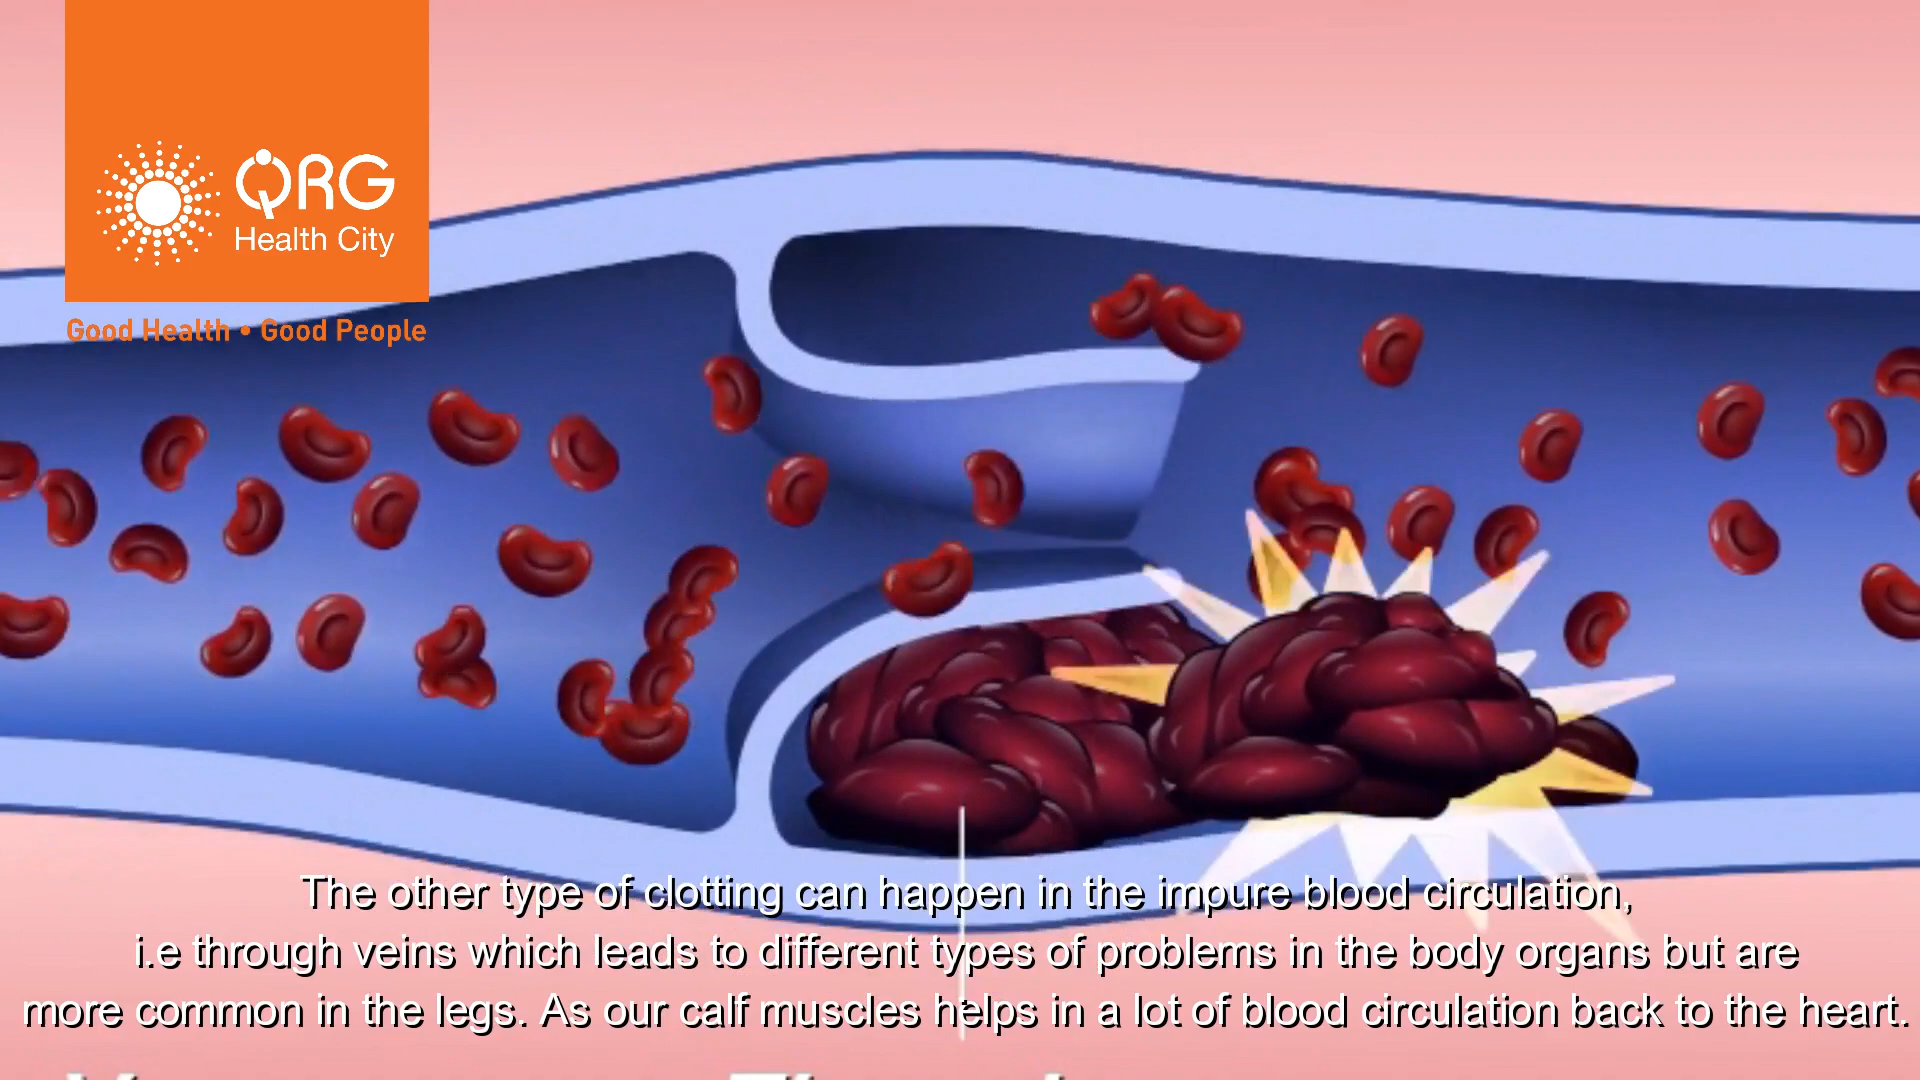 QRG
Health City
Good Health • Good People
The other type of clotting can happen in the impure blood circulation,
i.e through veins which leads to different types of problems in the body organs but are
more common in the legs. As our calf muscles helps in a lot of blood circulation back to the heart.